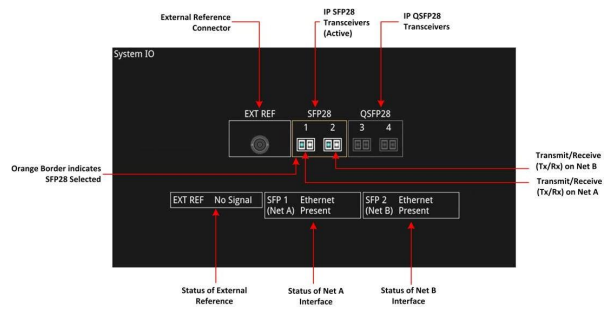 External Reference
Connector
IP SFP28
Transceivers
(Active)
IP QSFP28
Transceivers
System IO
EXT REF
SFP28
QSFP28
1 2 3 4
Orange Border indicates
SFP28 Selected
Transmit/Receive
(Tx/Rx) on Net B
Transmit/Receive
(Tx/Rx) on Net A
EXT REF No Signal
SFP 1 Ethernet
(Net A) Present
SFP 2 Ethernet
(Net B) Present
Status of External
Reference
Status of Net A
Interface
Status of Net B
Interface